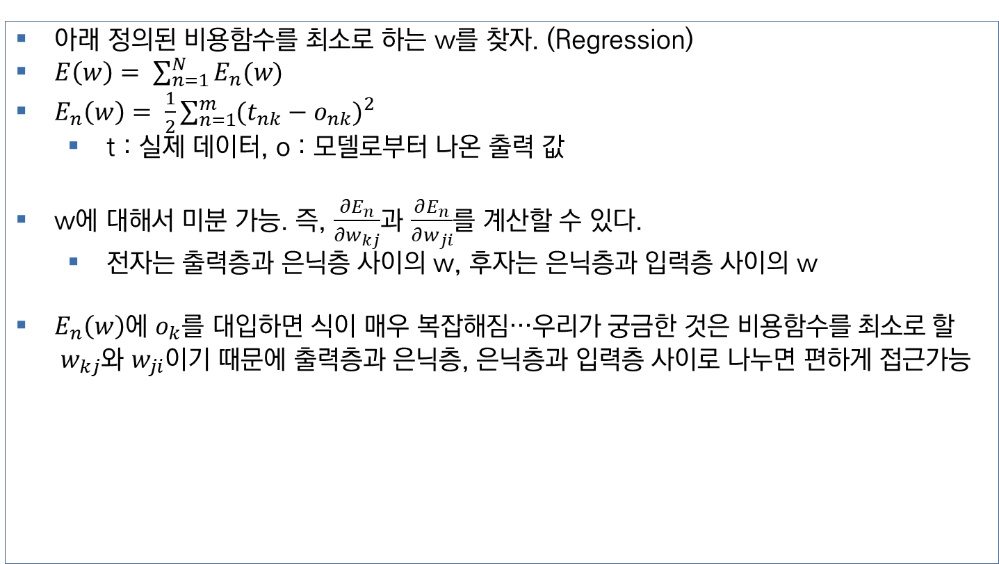 ▪ 아래 정의된 비용함수를 최소로 하는 w를 찾자. (Regression)
▪ $E(w) = \sum_{n=1}^{N} E_n(w)$
▪ $E_n(w) = \frac{1}{2}\sum_{n=1}^{m}(t_{nk} - o_{nk})^2$
▪ t : 실제 데이터, o : 모델로부터 나온 출력 값
▪ w에 대해서 미분 가능. 즉, $\frac{\partial E_n}{\partial w_{kj}}$과 $\frac{\partial E_n}{\partial w_{ji}}$를 계산할 수 있다.
▪ 전자는 출력층과 은닉층 사이의 w, 후자는 은닉층과 입력층 사이의 w
▪ $E_n(w)$에 $o_k$를 대입하면 식이 매우 복잡해짐…우리가 궁금한 것은 비용함수를 최소로 할
$w_{kj}$와 $w_{ji}$이기 때문에 출력층과 은닉층, 은닉층과 입력층 사이로 나누면 편하게 접근가능